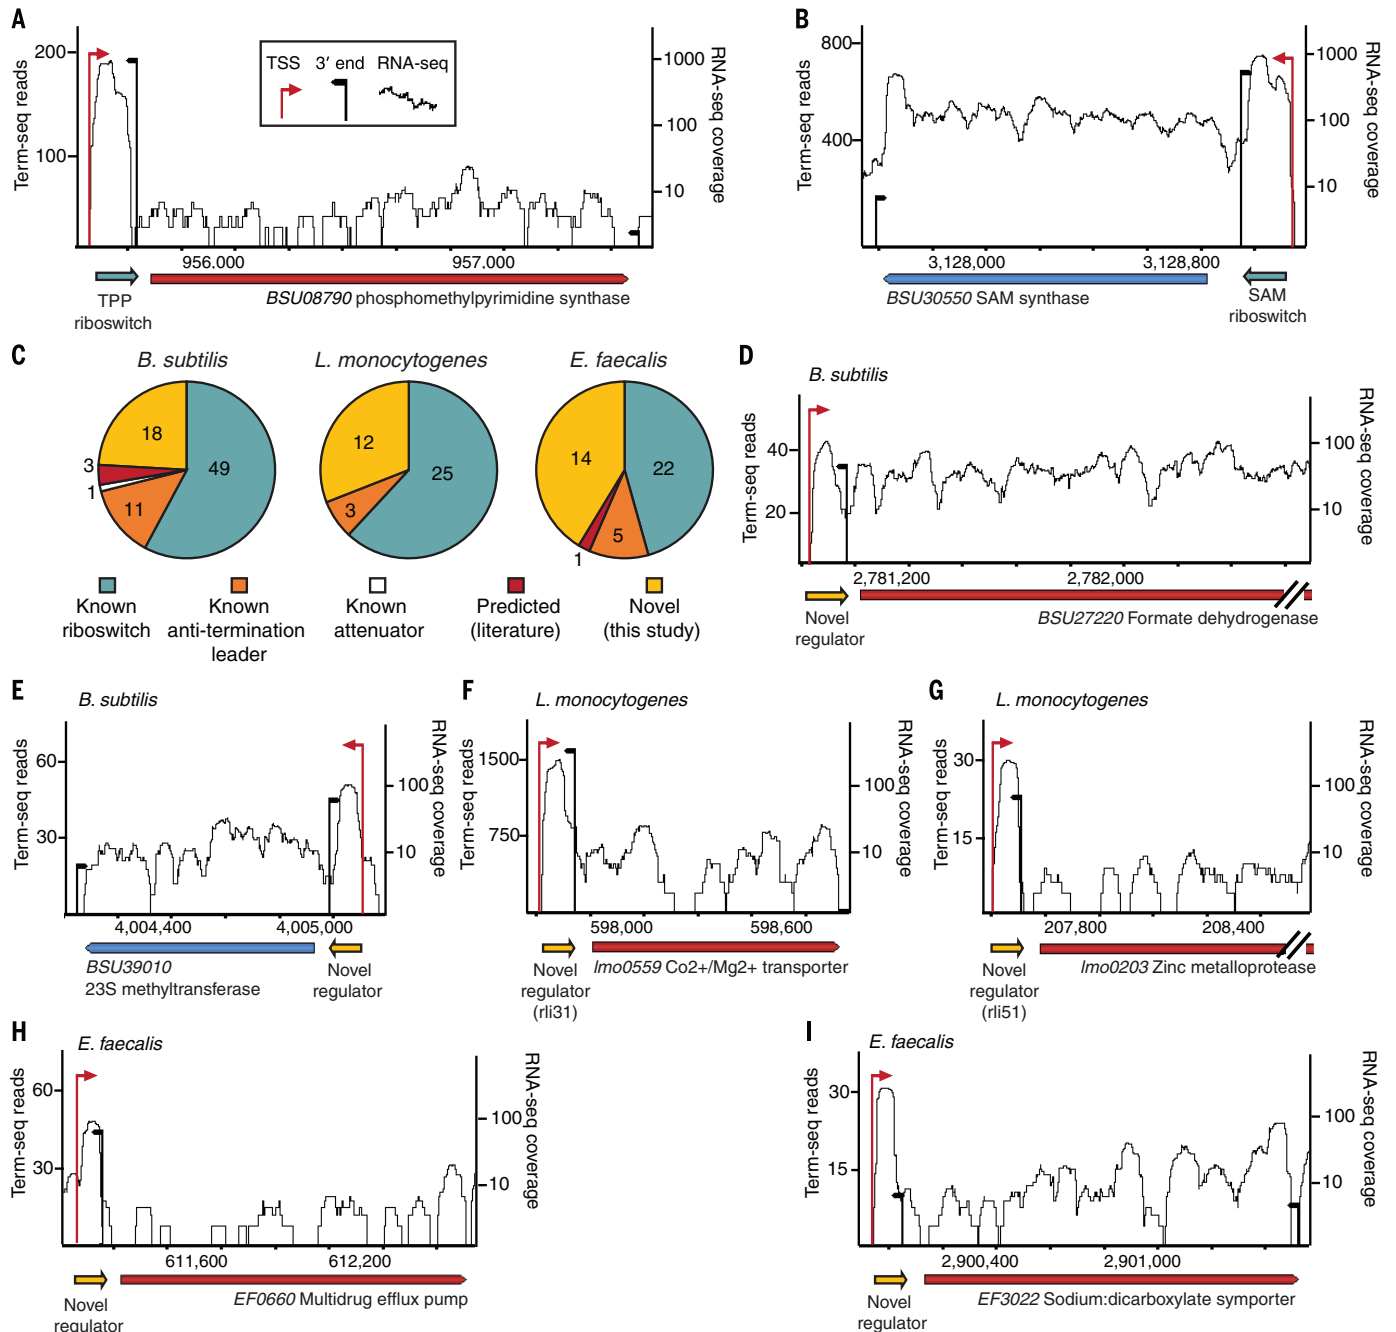 A
200
100
Term-seq reads
TSS
3′ end
RNA-seq
1000
100
10
RNA-seq coverage
956,000
957,000
TPP
riboswitch
BSU08790 phosphomethylpyrimidine synthase
B
800
400
Term-seq reads
1000
100
10
RNA-seq coverage
3,128,000
3,128,800
BSU30550 SAM synthase
SAM
riboswitch
C
B. subtilis
L. monocytogenes
E. faecalis
18
49
3
1
11
12
25
3
14
22
5
1
Known
riboswitch
Known
anti-termination
leader
Known
attenuator
Predicted
(literature)
Novel
(this study)
D
B. subtilis
40
20
Term-seq reads
100
10
RNA-seq coverage
2,781,200
2,782,000
Novel
regulator
BSU27220 Formate dehydrogenase
E
B. subtilis
60
30
Term-seq reads
100
10
RNA-seq coverage
4,004,400
4,005,000
BSU39010
23S methyltransferase
Novel
regulator
F
L. monocytogenes
1500
750
Term-seq reads
100
10
RNA-seq coverage
598,000
598,600
Novel
regulator
(rli31)
lmo0559 Co2+/Mg2+ transporter
G
L. monocytogenes
30
15
Term-seq reads
100
10
RNA-seq coverage
207,800
208,400
Novel
regulator
(rli51)
lmo0203 Zinc metalloprotease
H
E. faecalis
60
30
Term-seq reads
100
10
RNA-seq coverage
611,600
612,200
Novel
regulator
EF0660 Multidrug efflux pump
I
E. faecalis
30
15
Term-seq reads
100
10
RNA-seq coverage
2,900,400
2,901,000
Novel
regulator
EF3022 Sodium:dicarboxylate symporter